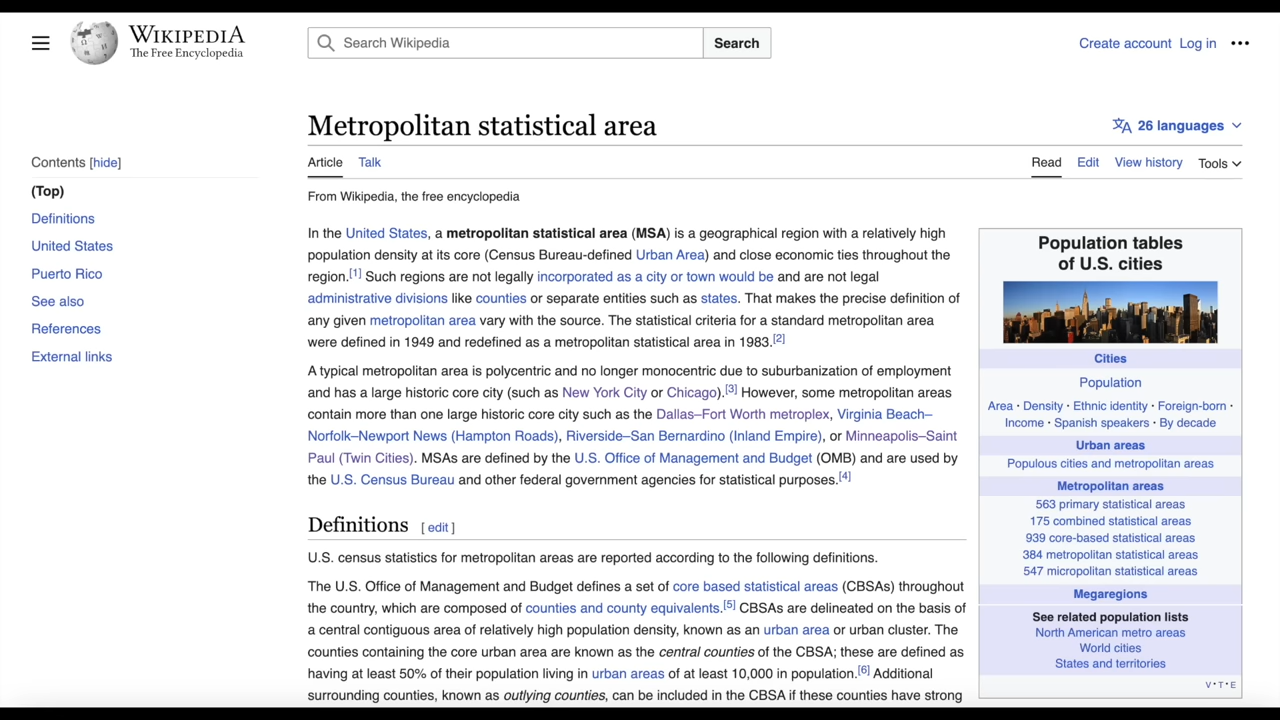 WIKIPEDIA
The Free Encyclopedia
Search Wikipedia
Search
Create account Log in
Contents [hide]
(Top)
Definitions
United States
Puerto Rico
See also
References
External links
Metropolitan statistical area
26 languages
Article Talk
Read Edit View history Tools
From Wikipedia, the free encyclopedia
In the United States, a metropolitan statistical area (MSA) is a geographical region with a relatively high
population density at its core (Census Bureau-defined Urban Area) and close economic ties throughout the
region.[1] Such regions are not legally incorporated as a city or town would be and are not legal
administrative divisions like counties or separate entities such as states. That makes the precise definition of
any given metropolitan area vary with the source. The statistical criteria for a standard metropolitan area
were defined in 1949 and redefined as a metropolitan statistical area in 1983.[2]
A typical metropolitan area is polycentric and no longer monocentric due to suburbanization of employment
and has a large historic core city (such as New York City or Chicago).[3] However, some metropolitan areas
contain more than one large historic core city such as the Dallas–Fort Worth metroplex, Virginia Beach–
Norfolk–Newport News (Hampton Roads), Riverside–San Bernardino (Inland Empire), or Minneapolis–Saint
Paul (Twin Cities). MSAs are defined by the U.S. Office of Management and Budget (OMB) and are used by
the U.S. Census Bureau and other federal government agencies for statistical purposes.[4]
Definitions [ edit ]
U.S. census statistics for metropolitan areas are reported according to the following definitions.
The U.S. Office of Management and Budget defines a set of core based statistical areas (CBSAs) throughout
the country, which are composed of counties and county equivalents.[5] CBSAs are delineated on the basis of
a central contiguous area of relatively high population density, known as an urban area or urban cluster. The
counties containing the core urban area are known as the central counties of the CBSA; these are defined as
having at least 50% of their population living in urban areas of at least 10,000 in population.[6] Additional
surrounding counties, known as outlying counties, can be included in the CBSA if these counties have strong
Population tables
of U.S. cities
Cities
Population
Area · Density · Ethnic identity · Foreign-born ·
Income · Spanish speakers · By decade
Urban areas
Populous cities and metropolitan areas
Metropolitan areas
563 primary statistical areas
175 combined statistical areas
939 core-based statistical areas
384 metropolitan statistical areas
547 micropolitan statistical areas
Megaregions
See related population lists
North American metro areas
World cities
States and territories
V · T · E